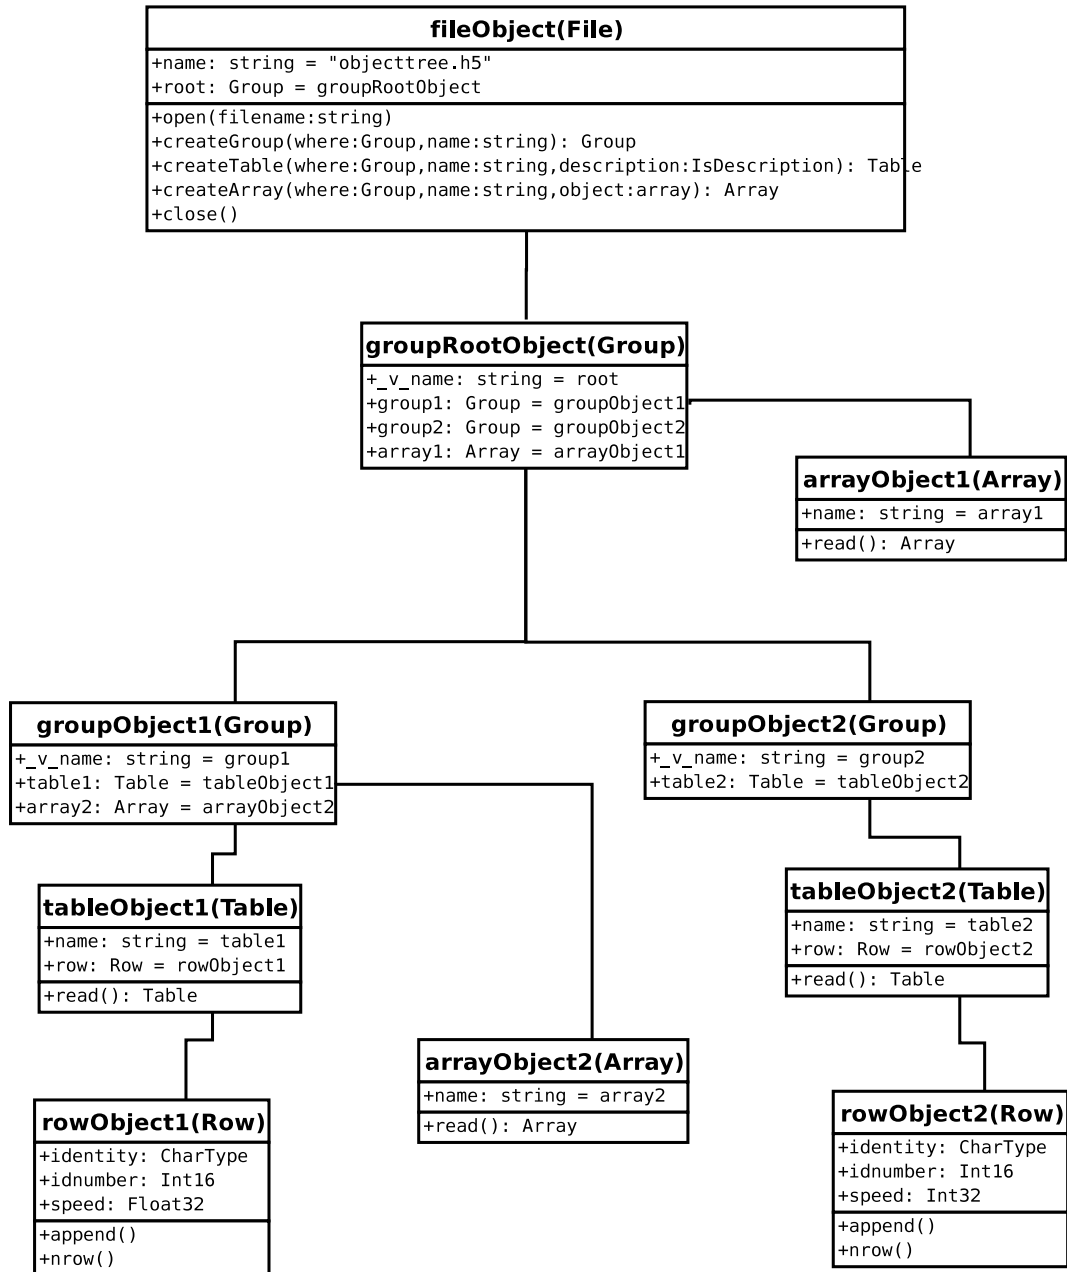 fileObject(File)
+name: string = "objecttree.h5"
+root: Group = groupRootObject
+open(filename:string)
+createGroup(where:Group,name:string): Group
+createTable(where:Group,name:string,description:IsDescription): Table
+createArray(where:Group,name:string,object:array): Array
+close()
groupRootObject(Group)
+_v_name: string = root
+group1: Group = groupObject1
+group2: Group = groupObject2
+array1: Array = arrayObject1
arrayObject1(Array)
+name: string = array1
+read(): Array
groupObject1(Group)
+_v_name: string = group1
+table1: Table = tableObject1
+array2: Array = arrayObject2
groupObject2(Group)
+_v_name: string = group2
+table2: Table = tableObject2
tableObject1(Table)
+name: string = table1
+row: Row = rowObject1
+read(): Table
tableObject2(Table)
+name: string = table2
+row: Row = rowObject2
+read(): Table
arrayObject2(Array)
+name: string = array2
+read(): Array
rowObject1(Row)
+identity: CharType
+idnumber: Int16
+speed: Float32
+append()
+nrow()
rowObject2(Row)
+identity: CharType
+idnumber: Int16
+speed: Int32
+append()
+nrow()